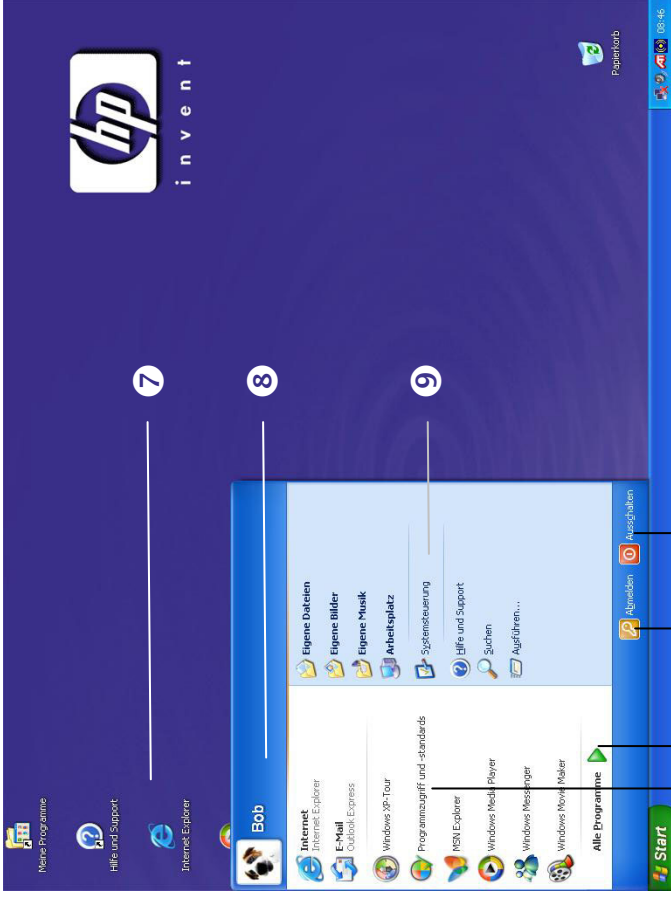 Meine Programme
Hilfe und Support
Internet Explorer
hp
invent
Papierkorb
7
8
9
Bob
Internet
Internet Explorer
E-Mail
Outlook Express
Windows XP-Tour
Programmzugriff und -standards
MSN Explorer
Windows Media Player
Windows Messenger
Windows Movie Maker
Alle Programme
Eigene Dateien
Eigene Bilder
Eigene Musik
Arbeitsplatz
Systemsteuerung
Hilfe und Support
Suchen
Ausführen...
Abmelden
Ausschalten
Start
ATI
08:46